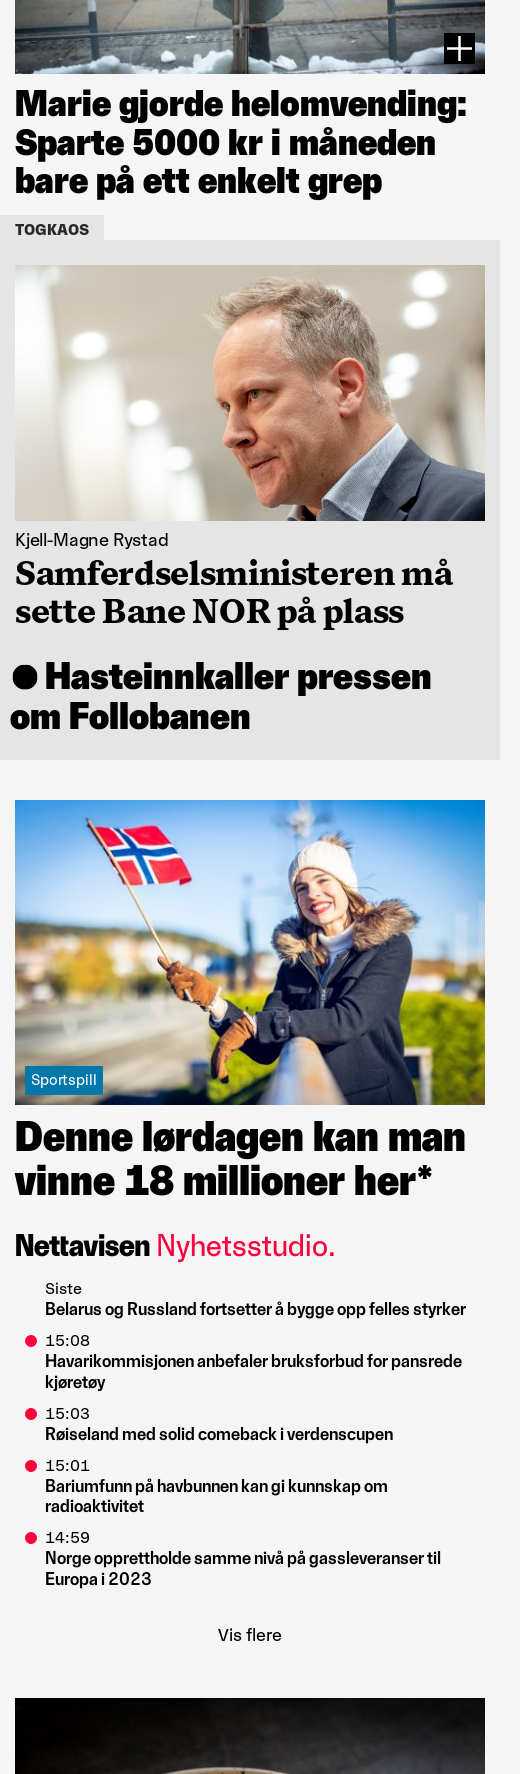 Marie gjorde helomvending:
Sparte 5000 kr i måneden
bare på ett enkelt grep
TOGKAOS
Kjell-Magne Rystad
Samferdselsministeren må
sette Bane NOR på plass
● Hasteinnkaller pressen
om Follobanen
Sportspill
Denne lørdagen kan man
vinne 18 millioner her*
Nettavisen Nyhetsstudio.
Siste
Belarus og Russland fortsetter å bygge opp felles styrker
15:08
Havarikommisjonen anbefaler bruksforbud for pansrede
kjøretøy
15:03
Røiseland med solid comeback i verdenscupen
15:01
Bariumfunn på havbunnen kan gi kunnskap om
radioaktivitet
14:59
Norge opprettholde samme nivå på gassleveranser til
Europa i 2023
Vis flere